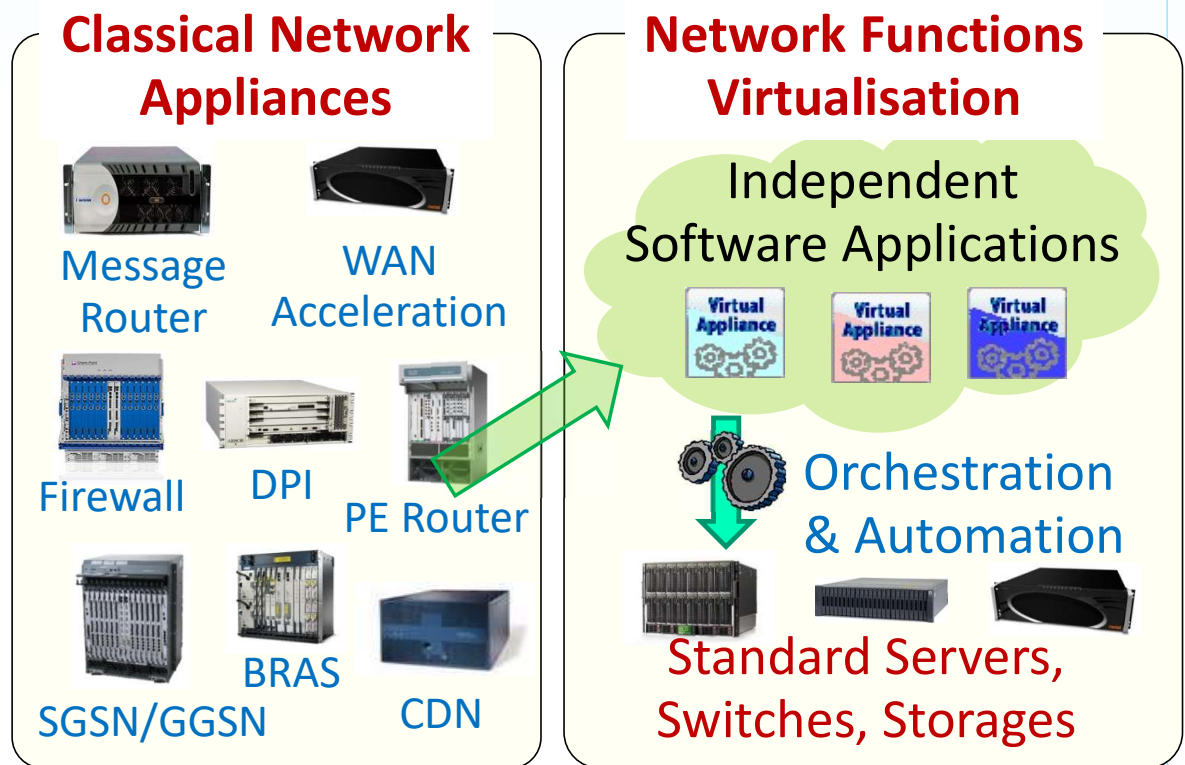 Classical Network
Appliances
Message
Router
WAN
Acceleration
Firewall
DPI
PE Router
SGSN/GGSN
BRAS
CDN
Network Functions
Virtualisation
Independent
Software Applications
Virtual
Appliance
Virtual
Appliance
Virtual
Appliance
Orchestration
& Automation
Standard Servers,
Switches, Storages